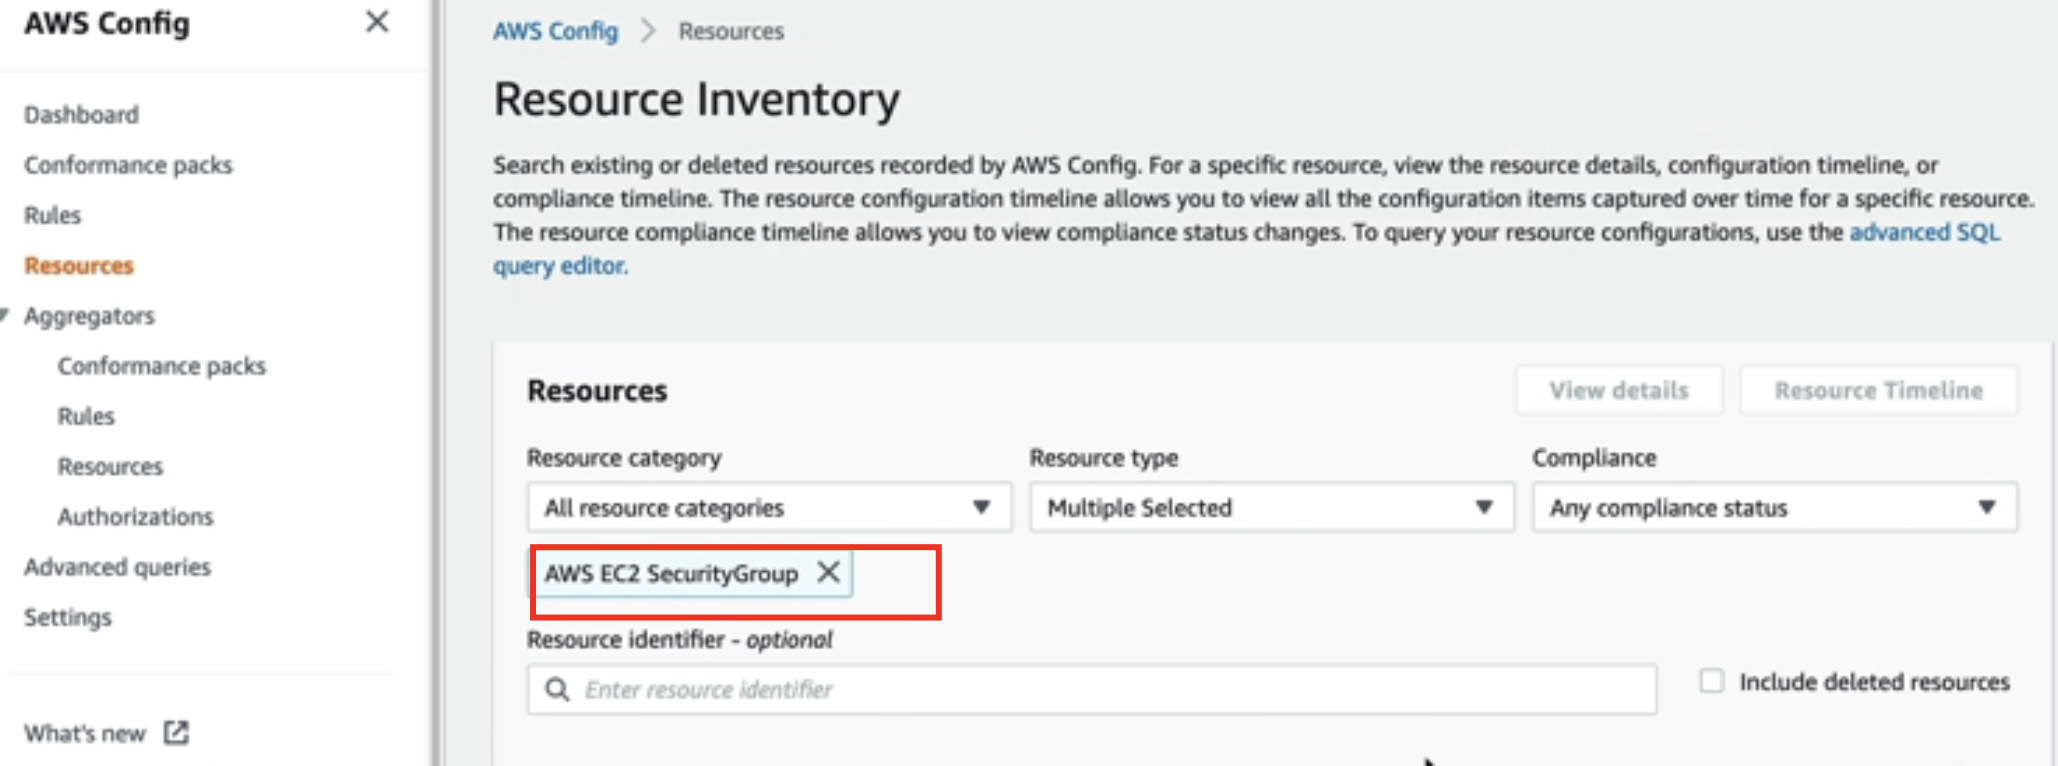 AWS Config
Dashboard
Conformance packs
Rules
Resources
Aggregators
Conformance packs
Rules
Resources
Authorizations
Advanced queries
Settings
What's new
AWS Config > Resources
Resource Inventory
Search existing or deleted resources recorded by AWS Config. For a specific resource, view the resource details, configuration timeline, or
compliance timeline. The resource configuration timeline allows you to view all the configuration items captured over time for a specific resource.
The resource compliance timeline allows you to view compliance status changes. To query your resource configurations, use the advanced SQL
query editor.
Resources
View details
Resource Timeline
Resource category
Resource type
Compliance
All resource categories
Multiple Selected
Any compliance status
AWS EC2 SecurityGroup
Resource identifier - optional
Enter resource identifier
Include deleted resources